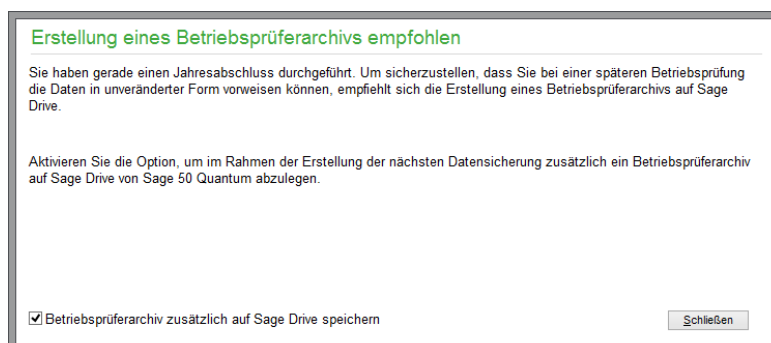 Erstellung eines Betriebsprüferarchivs empfohlen
Sie haben gerade einen Jahresabschluss durchgeführt. Um sicherzustellen, dass Sie bei einer späteren Betriebsprüfung
die Daten in unveränderter Form vorweisen können, empfiehlt sich die Erstellung eines Betriebsprüferarchivs auf Sage
Drive.
Aktivieren Sie die Option, um im Rahmen der Erstellung der nächsten Datensicherung zusätzlich ein Betriebsprüferarchiv
auf Sage Drive von Sage 50 Quantum abzulegen.
Betriebsprüferarchiv zusätzlich auf Sage Drive speichern
Schließen